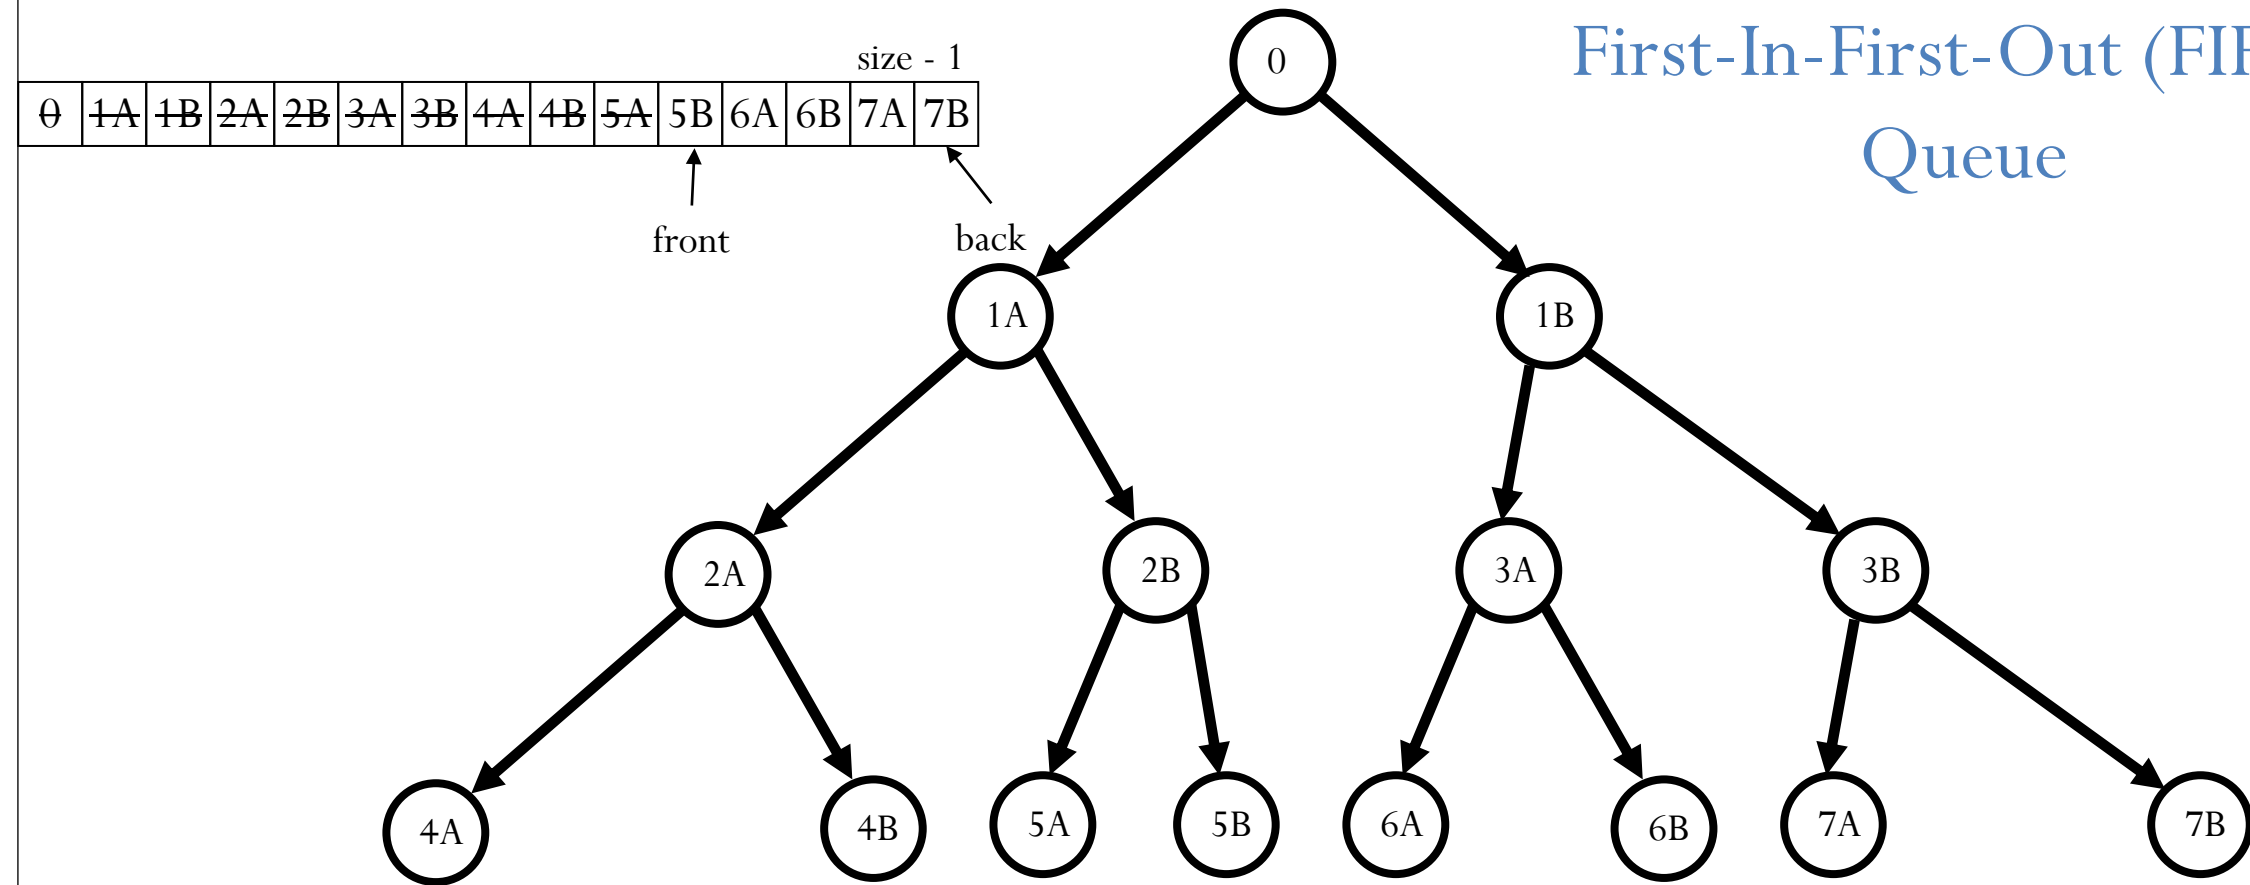 First-In-First-Out (FIF
Queue
size - 1
0 1A 1B 2A 2B 3A 3B 4A 4B 5A 5B 6A 6B 7A 7B
front
back
0
1A 1B
2A 2B 3A 3B
4A 4B 5A 5B 6A 6B 7A 7B